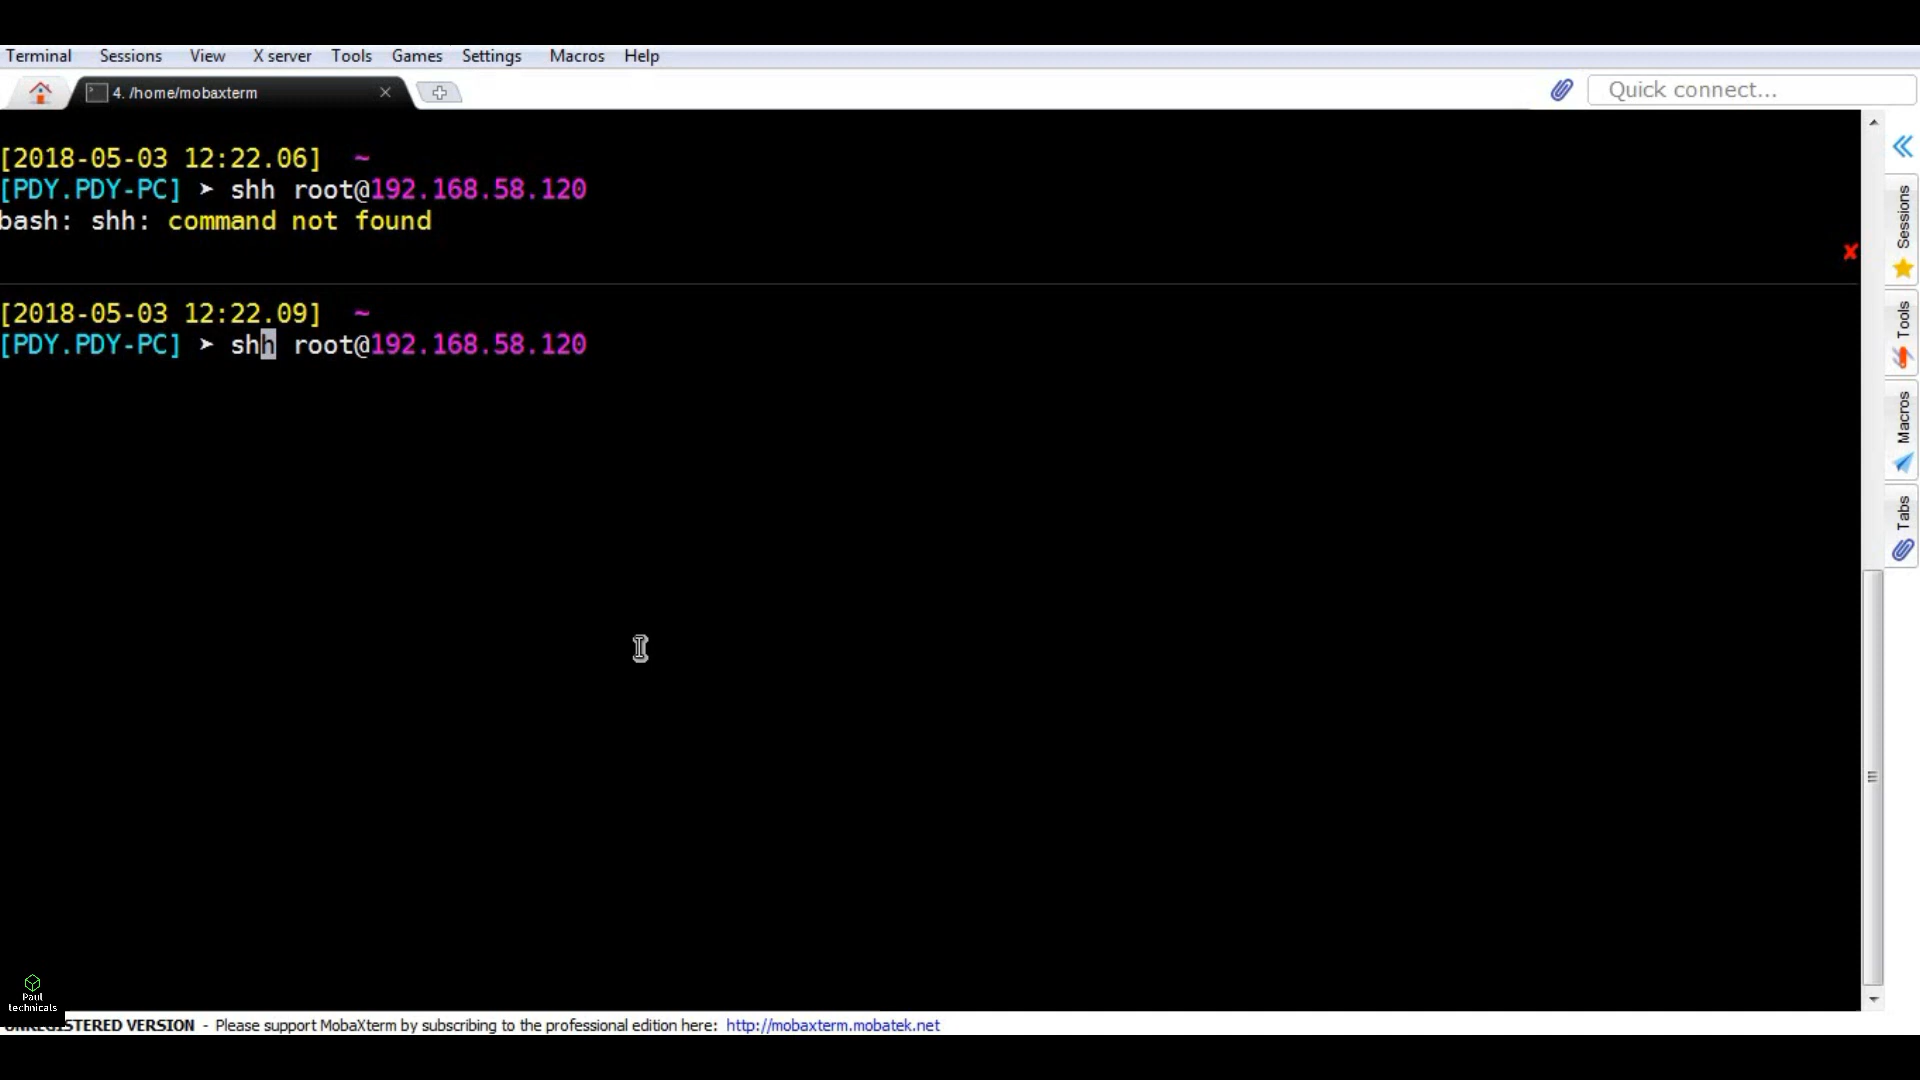 Terminal Sessions View X server Tools Games Settings Macros Help
4. /home/mobaxterm
Quick connect...
[2018-05-03 12:22.06] ~
[PDY.PDY-PC] ➤ shh root@192.168.58.120
bash: shh: command not found
[2018-05-03 12:22.09] ~
[PDY.PDY-PC] ➤ shh root@192.168.58.120
Sessions
Tools
Macros
Tabs
Paul
technicals
UNREGISTERED VERSION - Please support MobaXterm by subscribing to the professional edition here: http://mobaxterm.mobatek.net